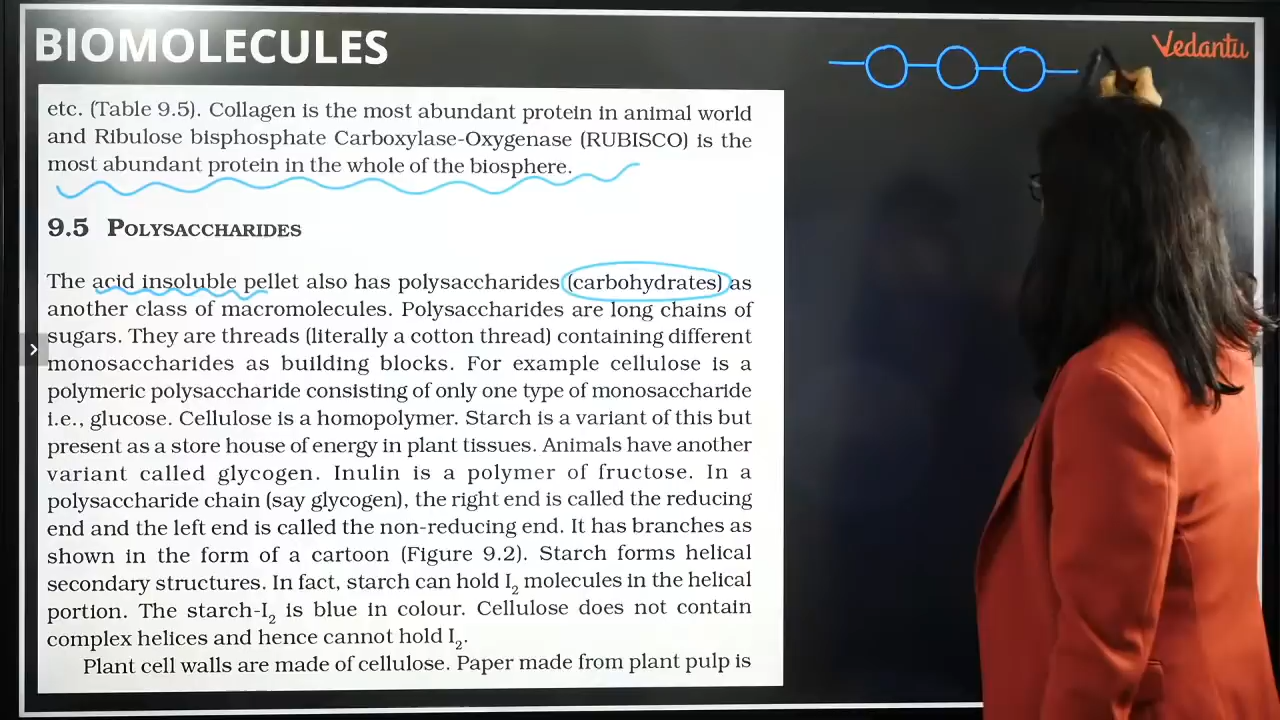 BIOMOLECULES
Vedantu
etc. (Table 9.5). Collagen is the most abundant protein in animal world
and Ribulose bisphosphate Carboxylase-Oxygenase (RUBISCO) is the
most abundant protein in the whole of the biosphere.
9.5 POLYSACCHARIDES
The acid insoluble pellet also has polysaccharides (carbohydrates) as
another class of macromolecules. Polysaccharides are long chains of
sugars. They are threads (literally a cotton thread) containing different
monosaccharides as building blocks. For example cellulose is a
polymeric polysaccharide consisting of only one type of monosaccharide
i.e., glucose. Cellulose is a homopolymer. Starch is a variant of this but
present as a store house of energy in plant tissues. Animals have another
variant called glycogen. Inulin is a polymer of fructose. In a
polysaccharide chain (say glycogen), the right end is called the reducing
end and the left end is called the non-reducing end. It has branches as
shown in the form of a cartoon (Figure 9.2). Starch forms helical
secondary structures. In fact, starch can hold I₂ molecules in the helical
portion. The starch-I₂ is blue in colour. Cellulose does not contain
complex helices and hence cannot hold I₂.
Plant cell walls are made of cellulose. Paper made from plant pulp is